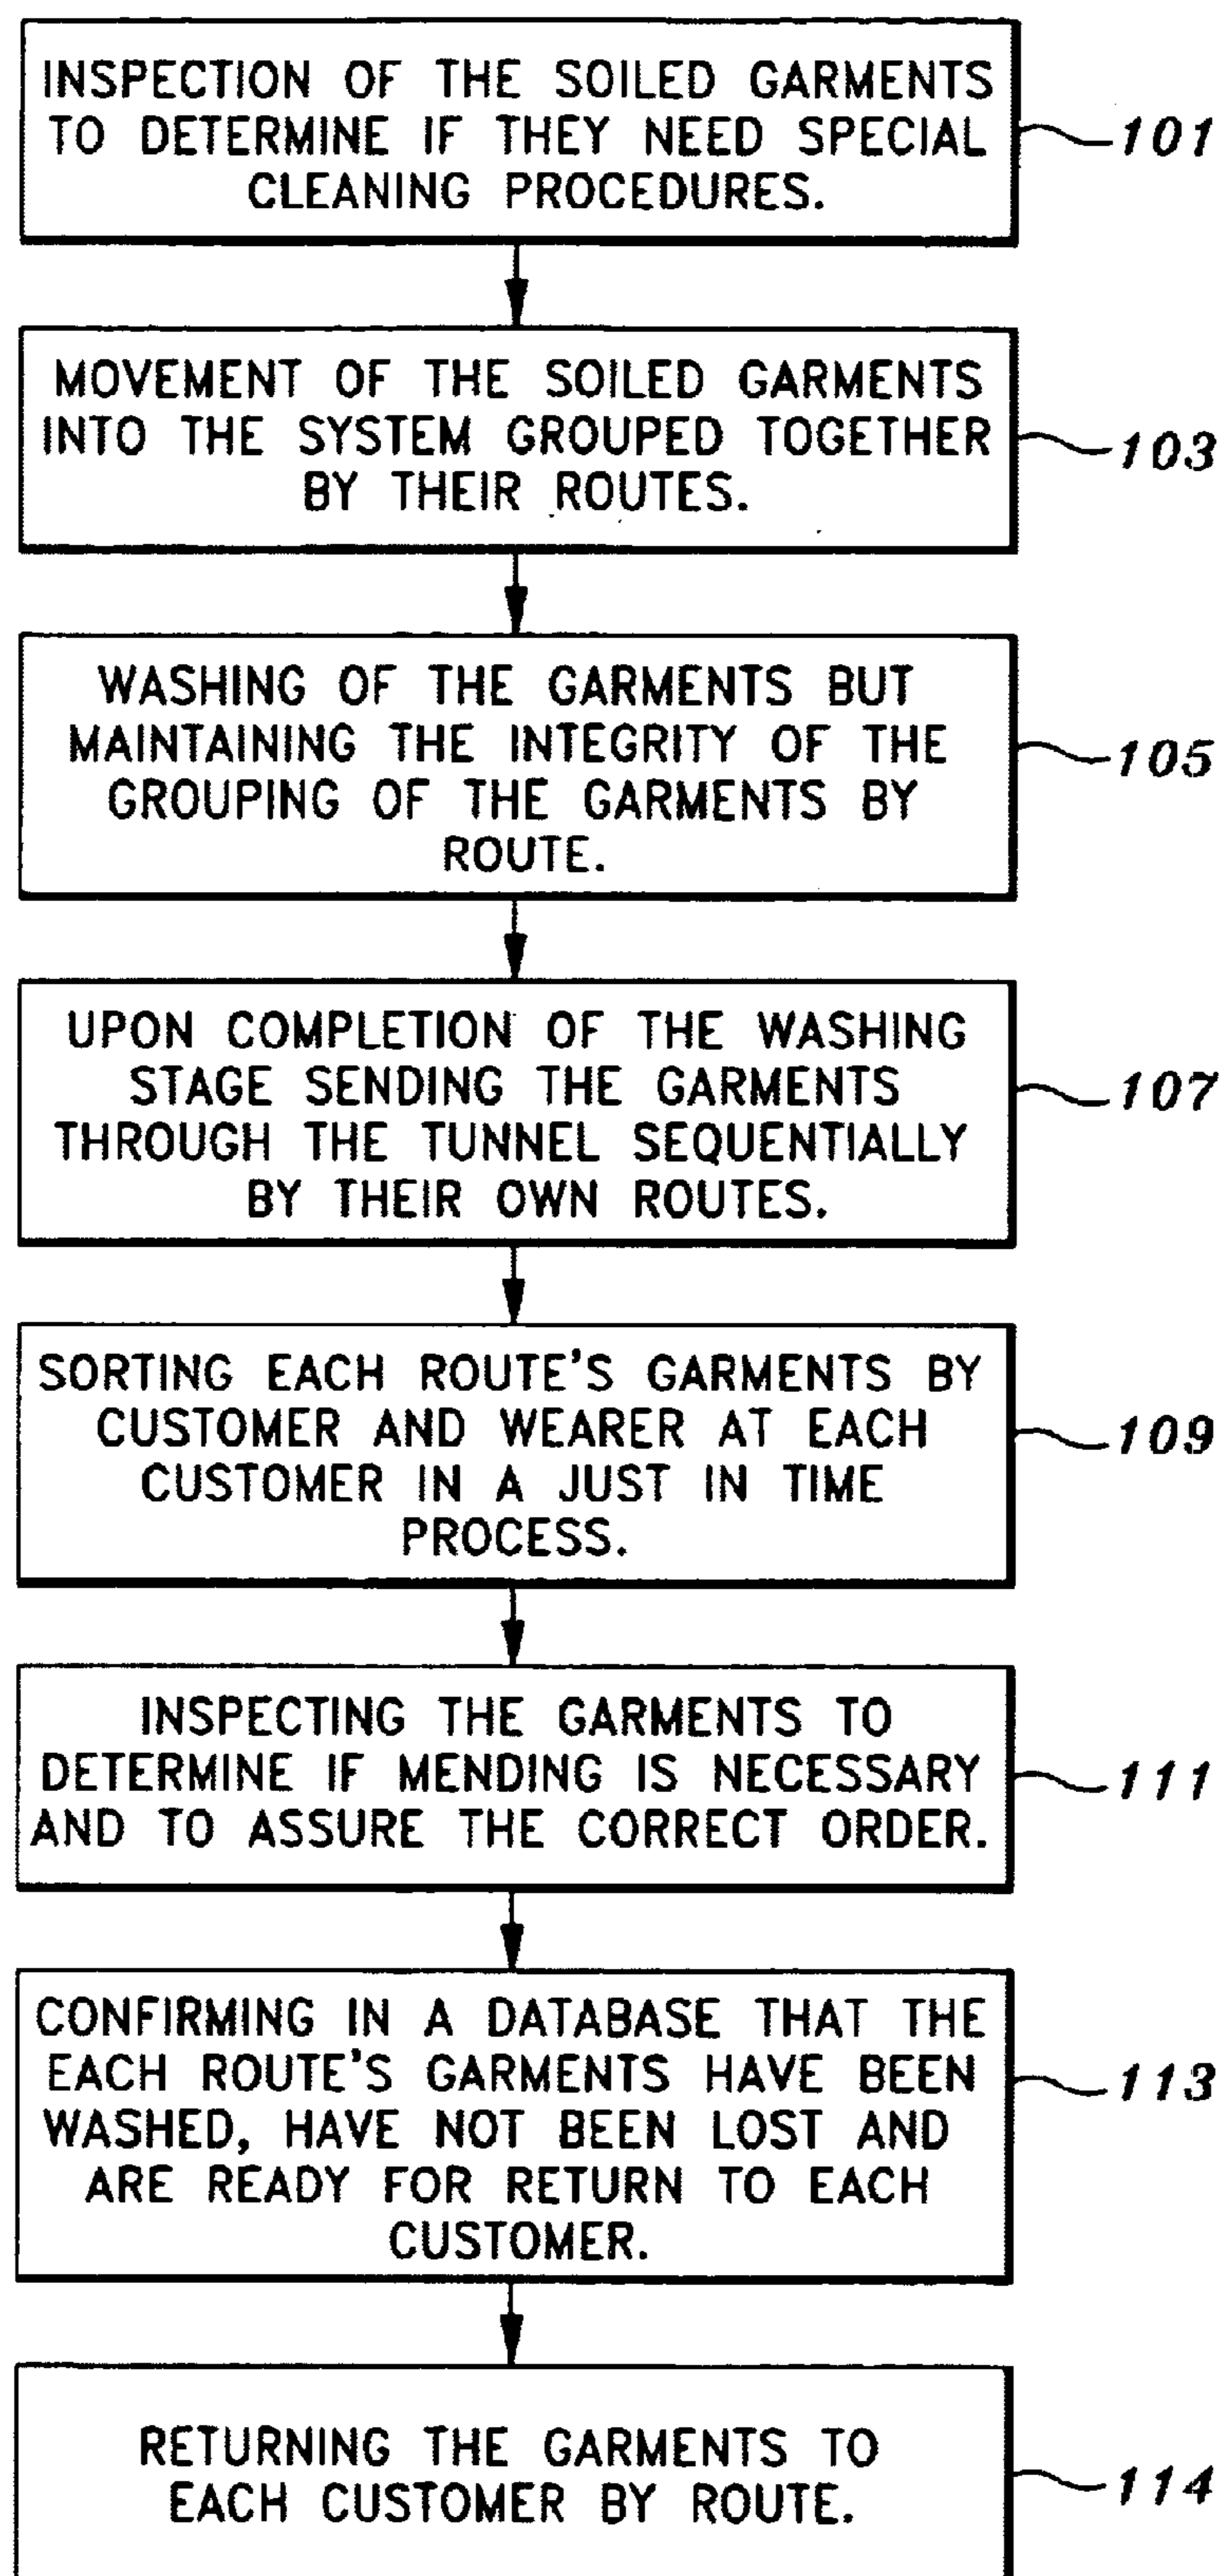 INSPECTION OF THE SOILED GARMENTS
TO DETERMINE IF THEY NEED SPECIAL
CLEANING PROCEDURES.
101
MOVEMENT OF THE SOILED GARMENTS
INTO THE SYSTEM GROUPED TOGETHER
BY THEIR ROUTES.
103
WASHING OF THE GARMENTS BUT
MAINTAINING THE INTEGRITY OF THE
GROUPING OF THE GARMENTS BY
ROUTE.
105
UPON COMPLETION OF THE WASHING
STAGE SENDING THE GARMENTS
THROUGH THE TUNNEL SEQUENTIALLY
BY THEIR OWN ROUTES.
107
SORTING EACH ROUTE'S GARMENTS BY
CUSTOMER AND WEARER AT EACH
CUSTOMER IN A JUST IN TIME
PROCESS.
109
INSPECTING THE GARMENTS TO
DETERMINE IF MENDING IS NECESSARY
AND TO ASSURE THE CORRECT ORDER.
111
CONFIRMING IN A DATABASE THAT THE
EACH ROUTE'S GARMENTS HAVE BEEN
WASHED, HAVE NOT BEEN LOST AND
ARE READY FOR RETURN TO EACH
CUSTOMER.
113
RETURNING THE GARMENTS TO
EACH CUSTOMER BY ROUTE.
114